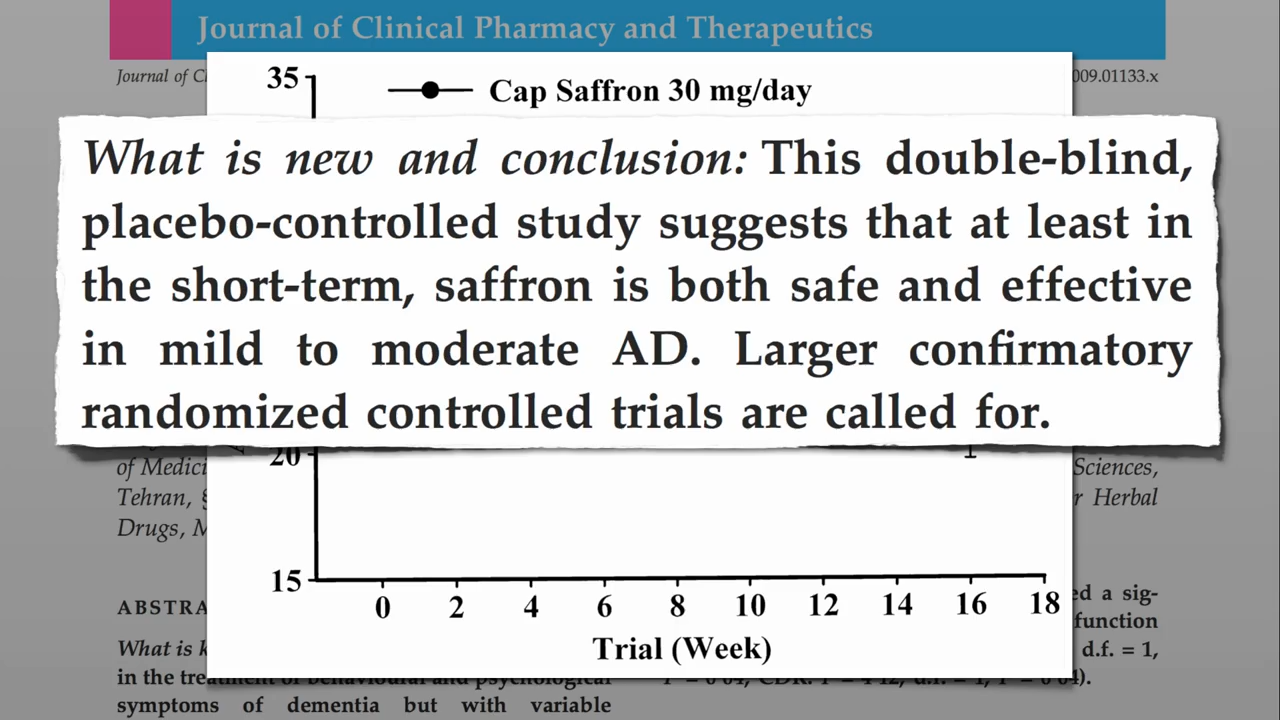 Journal of Clinical Pharmacy and Therapeutics
Journal of
009.01133.x
35
Cap Saffron 30 mg/day
What is new and conclusion: This double-blind,
placebo-controlled study suggests that at least in
the short-term, saffron is both safe and effective
in mild to moderate AD. Larger confirmatory
randomized controlled trials are called for.
20
of
Sciences,
Tehran,
Herbal
Drugs,
15
0 2 4 6 8 10 12 14 16 18
Trial (Week)
a sig-
function
What is
d.f. = 1,
in the treatment of behavioural and psychological
symptoms of dementia but with variable